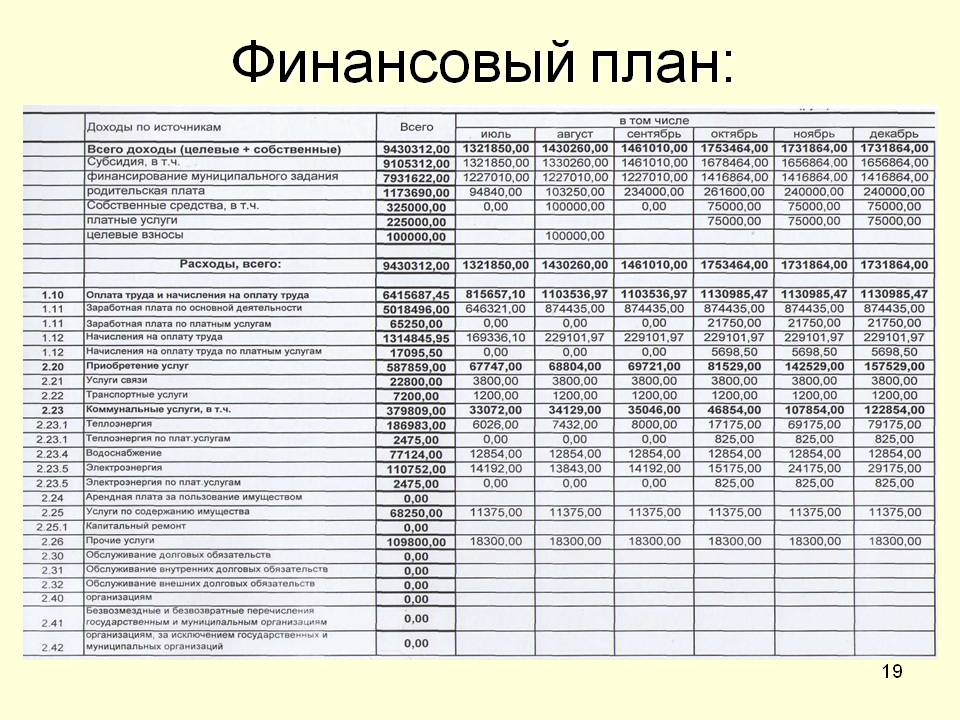 Финансовый план:
Доходы по источникам Всего в том числе
июль август сентябрь октябрь ноябрь декабрь
Всего доходы (целевые + собственные) 9430312,00 1321850,00 1430260,00 1461010,00 1753464,00 1731864,00 1731864,00
Субсидия, в т.ч. 9105312,00 1321850,00 1330260,00 1461010,00 1678464,00 1656864,00 1656864,00
финансирование муниципального задания 7931622,00 1227010,00 1227010,00 1227010,00 1416864,00 1416864,00 1416864,00
родительская плата 1173690,00 94840,00 103250,00 234000,00 261600,00 240000,00 240000,00
Собственные средства, в т.ч. 325000,00 0,00 100000,00 0,00 75000,00 75000,00 75000,00
платные услуги 225000,00 75000,00 75000,00 75000,00
целевые взносы 100000,00 100000,00
Расходы, всего: 9430312,00 1321850,00 1430260,00 1461010,00 1753464,00 1731864,00 1731864,00
1.10 Оплата труда и начисления на оплату труда 6415687,45 815657,10 1103536,97 1103536,97 1130985,47 1130985,47 1130985,47
1.11 Заработная плата по основной деятельности 5018496,00 646321,00 874435,00 874435,00 874435,00 874435,00 874435,00
1.11 Заработная плата по платным услугам 65250,00 0,00 0,00 0,00 21750,00 21750,00 21750,00
1.12 Начисления на оплату труда 1314845,95 169336,10 229101,97 229101,97 229101,97 229101,97 229101,97
1.12 Начисления на оплату труда по платным услугам 17095,50 0,00 0,00 0,00 5698,50 5698,50 5698,50
2.20 Приобретение услуг 587859,00 67747,00 68804,00 69721,00 81529,00 142529,00 157529,00
2.21 Услуги связи 22800,00 3800,00 3800,00 3800,00 3800,00 3800,00 3800,00
2.22 Транспортные услуги 7200,00 1200,00 1200,00 1200,00 1200,00 1200,00 1200,00
2.23 Коммунальные услуги, в т.ч. 379809,00 33072,00 34129,00 35046,00 46854,00 107854,00 122854,00
2.23.1 Теплоэнергия 186983,00 6026,00 7432,00 8000,00 17175,00 69175,00 79175,00
2.23.1 Теплоэнергия по плат.услугам 2475,00 0,00 0,00 0,00 825,00 825,00 825,00
2.23.4 Водоснабжение 77124,00 12854,00 12854,00 12854,00 12854,00 12854,00 12854,00
2.23.5 Электроэнергия 110752,00 14192,00 13843,00 14192,00 15175,00 24175,00 29175,00
2.23.5 Электроэнергия по плат.услугам 2475,00 0,00 0,00 0,00 825,00 825,00 825,00
2.24 Арендная плата за пользование имуществом 0,00
2.25 Услуги по содержанию имущества 68250,00 11375,00 11375,00 11375,00 11375,00 11375,00 11375,00
2.25.1 Капитальный ремонт 0,00
2.26 Прочие услуги 109800,00 18300,00 18300,00 18300,00 18300,00 18300,00 18300,00
2.30 Обслуживание долговых обязательств 0,00
2.31 Обслуживание внутренних долговых обязательств 0,00
2.32 Обслуживание внешних долговых обязательств 0,00
2.40 организациям 0,00
Безвозмездные и безвозвратные перечисления
2.41 государственным и муниципальным организациям 0,00
организациям, за исключением государственных и
2.42 муниципальных организаций 0,00
19